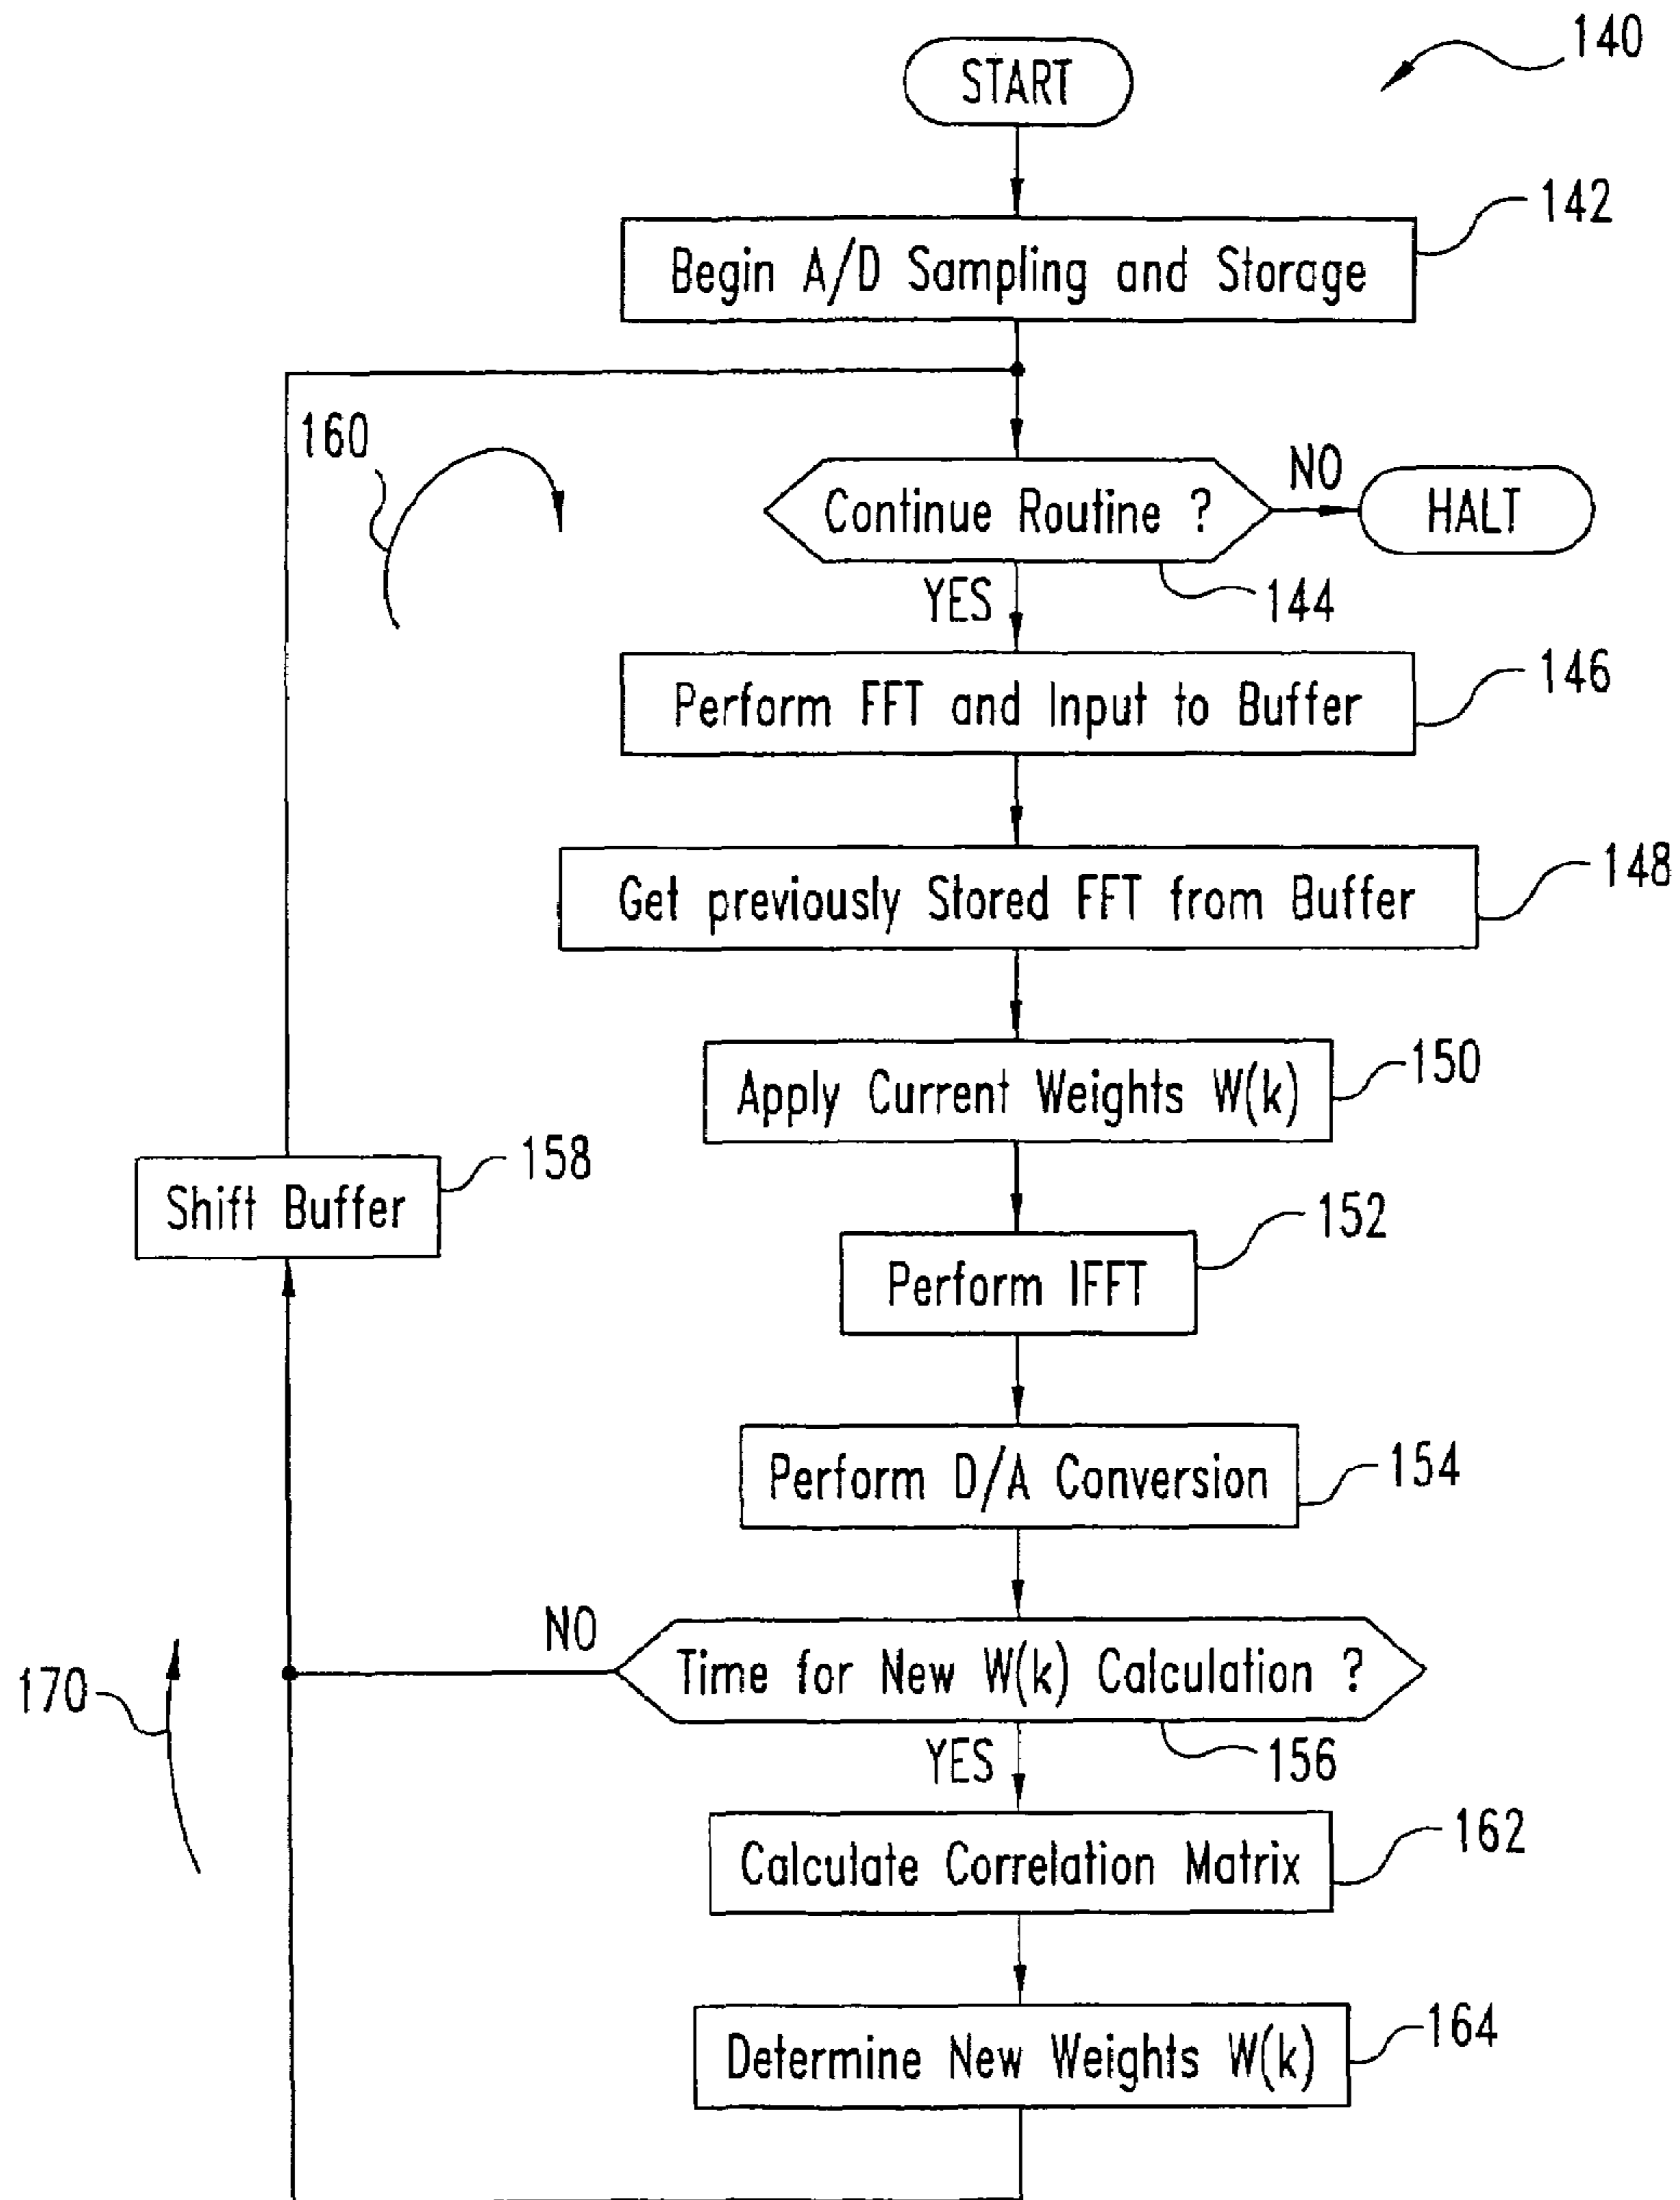 140
START
142
Begin A/D Sampling and Storage
160
Continue Routine ?
NO
HALT
YES
144
146
Perform FFT and Input to Buffer
148
Get previously Stored FFT from Buffer
150
Apply Current Weights W(k)
158
Shift Buffer
152
Perform IFFT
154
Perform D/A Conversion
NO
Time for New W(k) Calculation ?
170
YES
156
162
Calculate Correlation Matrix
164
Determine New Weights W(k)